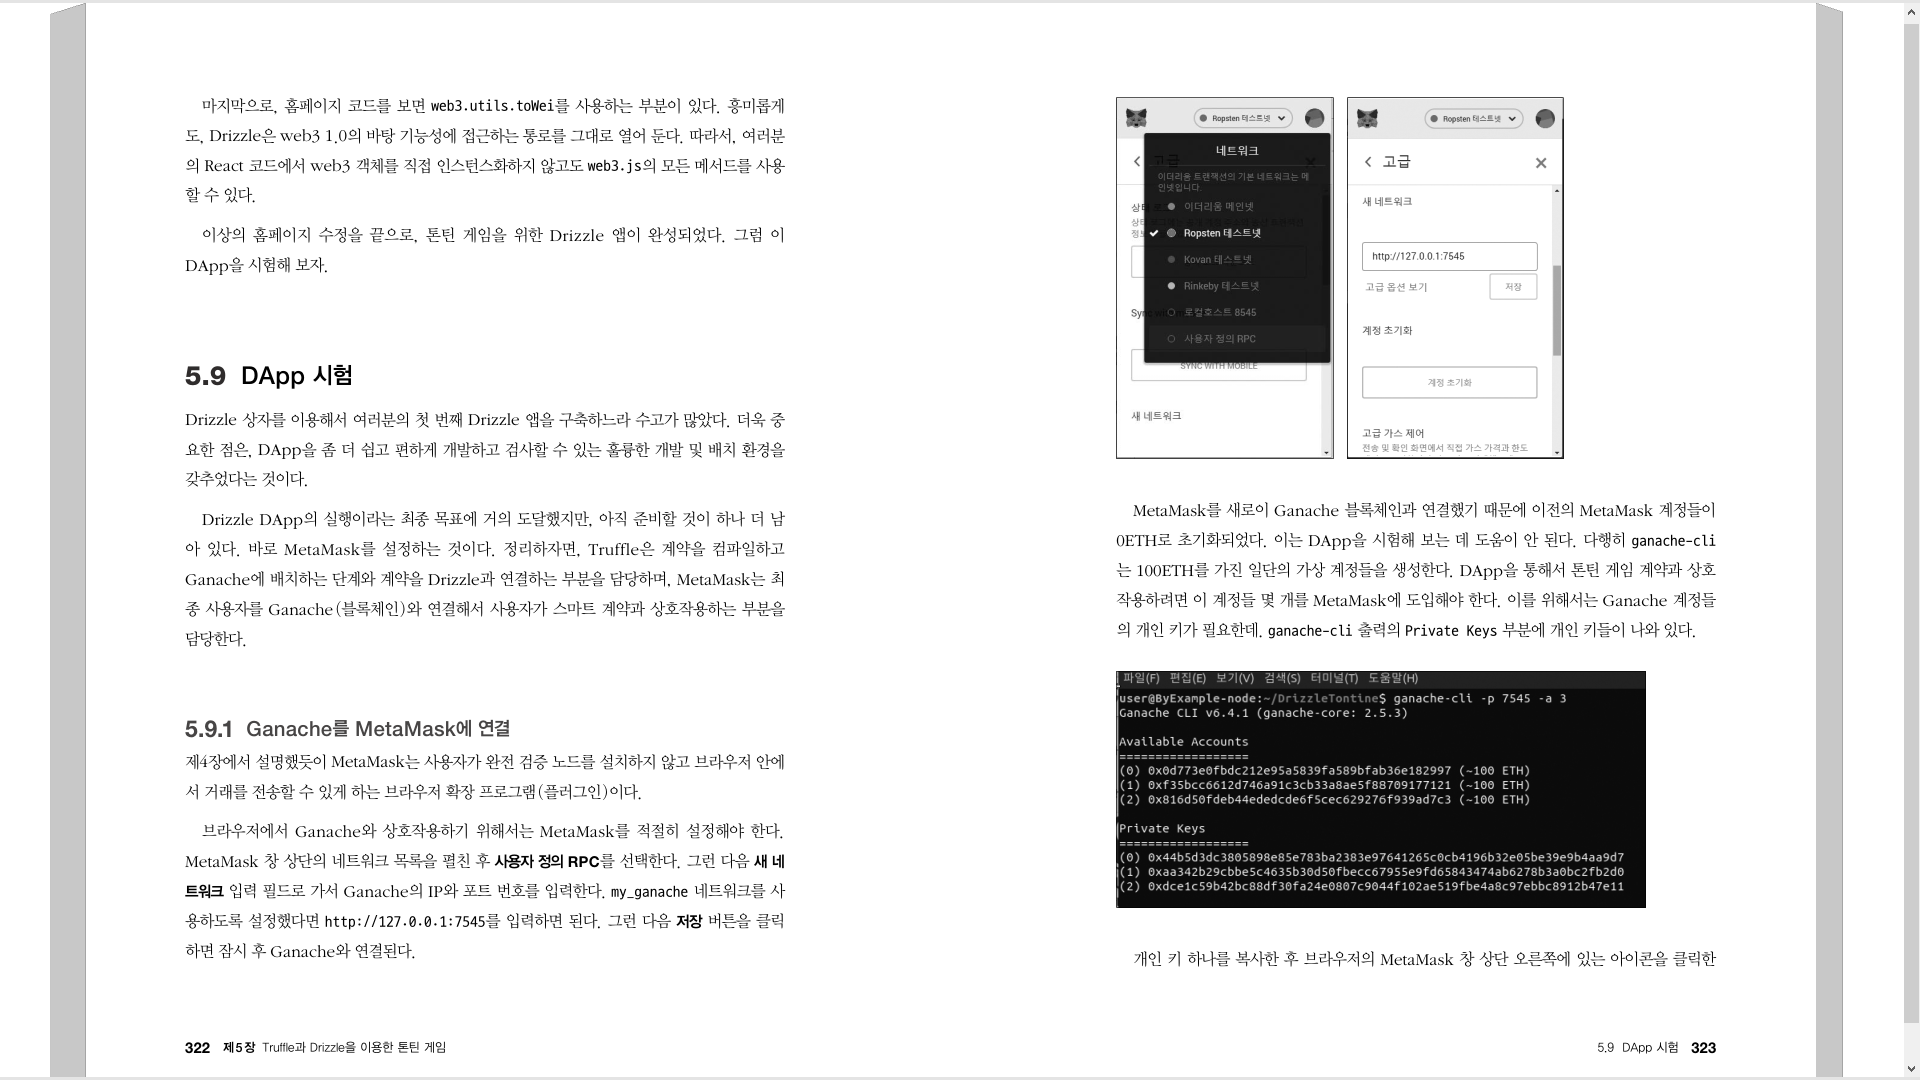 마지막으로, 홈페이지 코드를 보면 web3.utils.toWei를 사용하는 부분이 있다. 흥미롭게
도, Drizzle은 web3 1.0의 바탕 기능성에 접근하는 통로를 그대로 열어 둔다. 따라서, 여러분
의 React 코드에서 web3 객체를 직접 인스턴스화하지 않고도 web3.js의 모든 메서드를 사용
할 수 있다.
이상의 홈페이지 수정을 끝으로, 톤틴 게임을 위한 Drizzle 앱이 완성되었다. 그럼 이
DApp을 시험해 보자.
5.9 DApp 시험
Drizzle 상자를 이용해서 여러분의 첫 번째 Drizzle 앱을 구축하느라 수고가 많았다. 더욱 중
요한 점은, DApp을 좀 더 쉽고 편하게 개발하고 검사할 수 있는 훌륭한 개발 및 배치 환경을
갖추었다는 것이다.
Drizzle DApp의 실행이라는 최종 목표에 거의 도달했지만, 아직 준비할 것이 하나 더 남
아 있다. 바로 MetaMask를 설정하는 것이다. 정리하자면, Truffle은 계약을 컴파일하고
Ganache에 배치하는 단계와 계약을 Drizzle과 연결하는 부분을 담당하며, MetaMask는 최
종 사용자를 Ganache(블록체인)와 연결해서 사용자가 스마트 계약과 상호작용하는 부분을
담당한다.
5.9.1 Ganache를 MetaMask에 연결
제4장에서 설명했듯이 MetaMask는 사용자가 완전 검증 노드를 설치하지 않고 브라우저 안에
서 거래를 전송할 수 있게 하는 브라우저 확장 프로그램(플러그인)이다.
브라우저에서 Ganache와 상호작용하기 위해서는 MetaMask를 적절히 설정해야 한다.
MetaMask 창 상단의 네트워크 목록을 펼친 후 사용자 정의 RPC를 선택한다. 그런 다음 새 네
트워크 입력 필드로 가서 Ganache의 IP와 포트 번호를 입력한다. my_ganache 네트워크를 사
용하도록 설정했다면 http://127.0.0.1:7545를 입력하면 된다. 그런 다음 저장 버튼을 클릭
하면 잠시 후 Ganache와 연결된다.
322 제5장 Truffle과 Drizzle을 이용한 톤틴 게임
Ropsten 테스트넷
네트워크
고급
이더리움 트랜잭션의 기본 네트워크는 메
인넷입니다.
이더리움 메인넷
Ropsten 테스트넷
Kovan 테스트넷
Rinkeby 테스트넷
로컬호스트 8545
사용자 정의 RPC
SYNC WITH MOBILE
새 네트워크
Ropsten 테스트넷
고급
새 네트워크
http://127.0.0.1:7545
고급 옵션 보기 저장
계정 초기화
계정 초기화
고급 가스 제어
전송 및 확인 화면에서 직접 가스 가격과 한도
MetaMask를 새로이 Ganache 블록체인과 연결했기 때문에 이전의 MetaMask 계정들이
0ETH로 초기화되었다. 이는 DApp을 시험해 보는 데 도움이 안 된다. 다행히 ganache-cli
는 100ETH를 가진 일단의 가상 계정들을 생성한다. DApp을 통해서 톤틴 게임 계약과 상호
작용하려면 이 계정들 몇 개를 MetaMask에 도입해야 한다. 이를 위해서는 Ganache 계정들
의 개인 키가 필요한데, ganache-cli 출력의 Private Keys 부분에 개인 키들이 나와 있다.
파일(F) 편집(E) 보기(V) 검색(S) 터미널(T) 도움말(H)
user@ByExample-node:~/DrizzleTontine$ ganache-cli -p 7545 -a 3
Ganache CLI v6.4.1 (ganache-core: 2.5.3)
Available Accounts
==================
(0) 0x0d773e0fbdc212e95a5839fa589bfab36e182997 (~100 ETH)
(1) 0xf35bcc6612d746a91c3cb33a8ae5f88709177121 (~100 ETH)
(2) 0x816d50fdeb44ededcde6f5cec629276f939ad7c3 (~100 ETH)
Private Keys
==================
(0) 0x44b5d3dc3805898e85e783ba2383e97641265c0cb4196b32e05be39e9b4aa9d7
(1) 0xaa342b29cbbe5c4635b30d50fbecc67955e9fd65843474ab6278b3a0bc2fb2d0
(2) 0xdce1c59b42bc88df30fa24e0807c9044f102ae519fbe4a8c97ebbc8912b47e11
개인 키 하나를 복사한 후 브라우저의 MetaMask 창 상단 오른쪽에 있는 아이콘을 클릭한
5.9 DApp 시험 323